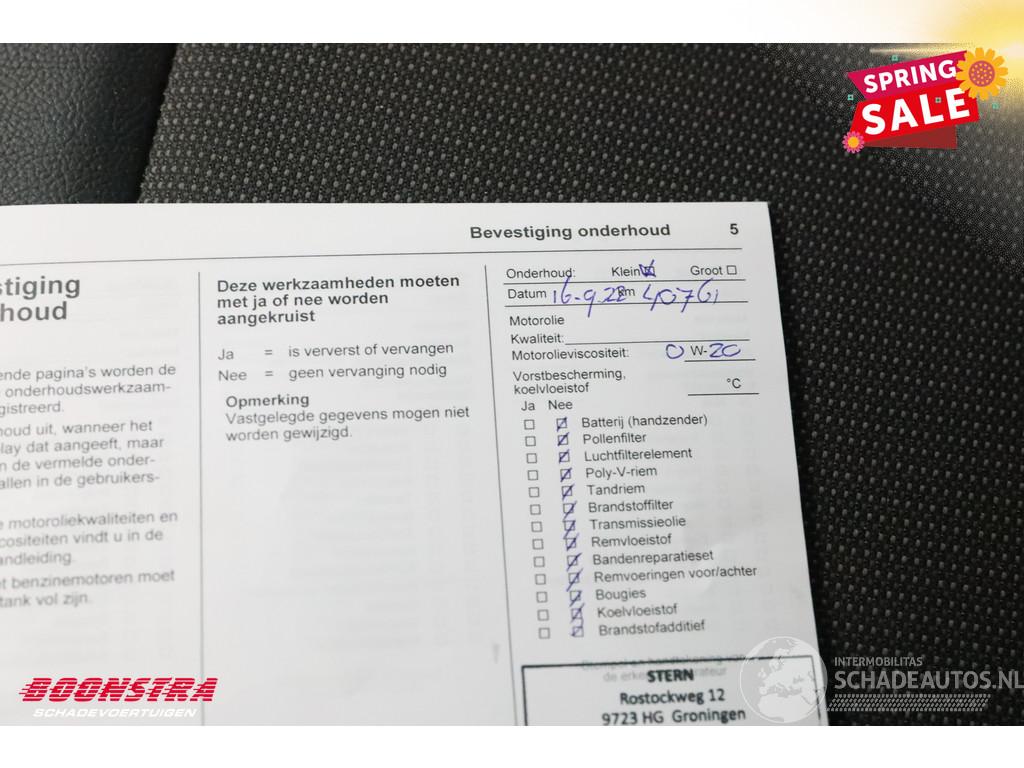 SPRING
SALE
Bevestiging onderhoud 5
stiging
houd
ende pagina's worden de
onderhoudswerkzaam-
gistreerd.
houd uit, wanneer het
lay dat aangeeft, maar
n de vermelde onder-
allen in de gebruikers-
e motoroliekwaliteiten en
cositeiten vindt u in de
andleiding.
t benzinemotoren moet
tank vol zijn.
Deze werkzaamheden moeten
met ja of nee worden
aangekruist
Ja = is ververst of vervangen
Nee = geen vervanging nodig
Opmerking
Vastgelegde gegevens mogen niet
worden gewijzigd.
Onderhoud: Klein Groot
Datum 16-9-22 km 40761
Motorolie
Kwaliteit:
Motorolieviscositeit: 0 W-20
Vorstbescherming,
koelvloeistof °C
Ja Nee
Batterij (handzender)
Pollenfilter
Luchtfilterelement
Poly-V-riem
Tandriem
Brandstoffilter
Transmissieolie
Remvloeistof
Bandenreparatieset
Remvoeringen voor/achter
Bougies
Koelvloeistof
Brandstofadditief
STERN
Rostockweg 12
9723 HG Groningen
BOONSTRA
SCHADEVOERTUIGEN
INTERMOBILITAS
SCHADEAUTOS.NL